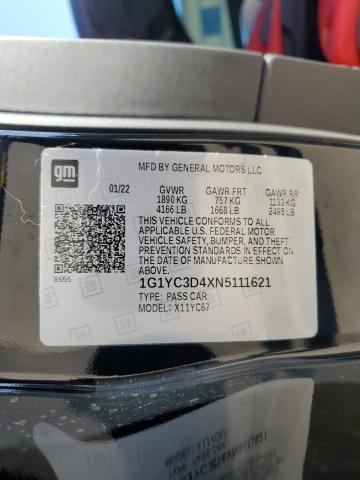 gm
MFD BY GENERAL MOTORS LLC
01/22 GVWR GAWR FRT GAWR RR
1890 KG 757 KG 1133 KG
4166 LB 1668 LB 2498 LB
THIS VEHICLE CONFORMS TO ALL
APPLICABLE U.S. FEDERAL MOTOR
VEHICLE SAFETY, BUMPER, AND THEFT
PREVENTION STANDARDS IN EFFECT ON THE
DATE OF MANUFACTURE SHOWN ABOVE.
8555
1G1YC3D4XN5111621
TYPE: PASS CAR
MODEL: X11YC67